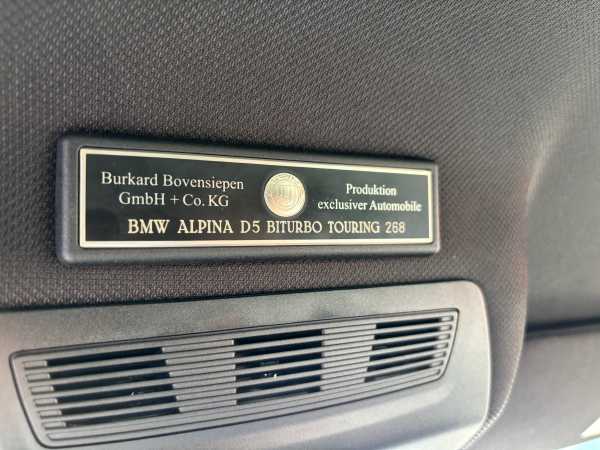 Burkard Bovensiepen
GmbH + Co. KG
Produktion
exclusiver Automobile
BMW ALPINA D5 BITURBO TOURING 268